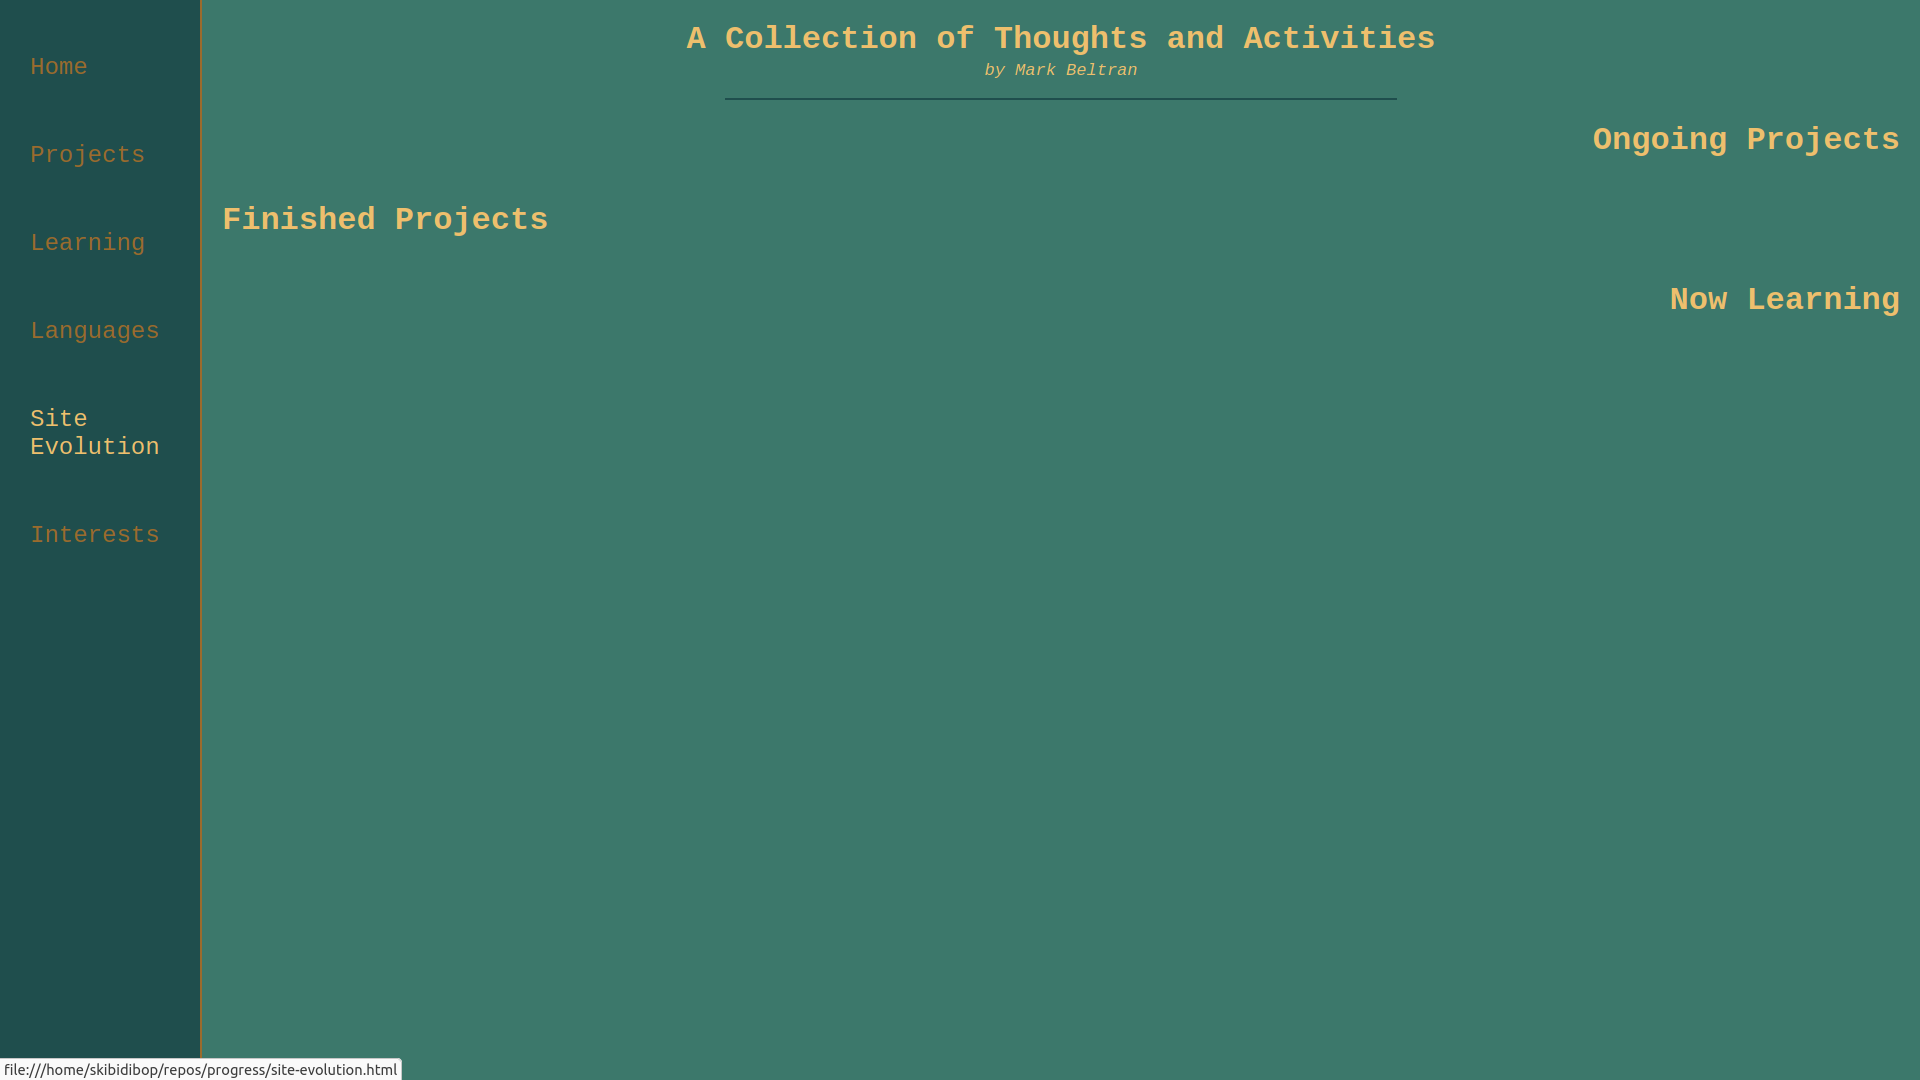 Home
Projects
Learning
Languages
Site
Evolution
Interests
A Collection of Thoughts and Activities
by Mark Beltran
Ongoing Projects
Finished Projects
Now Learning
file:///home/skibidibop/repos/progress/site-evolution.html